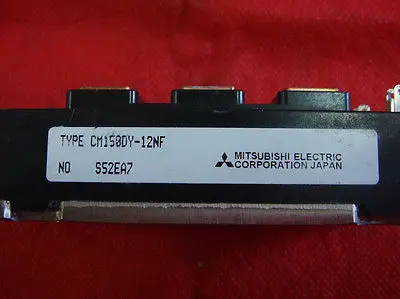 TYPE CM150DY-12NF
NO S52EA7
MITSUBISHI ELECTRIC
CORPORATION JAPAN